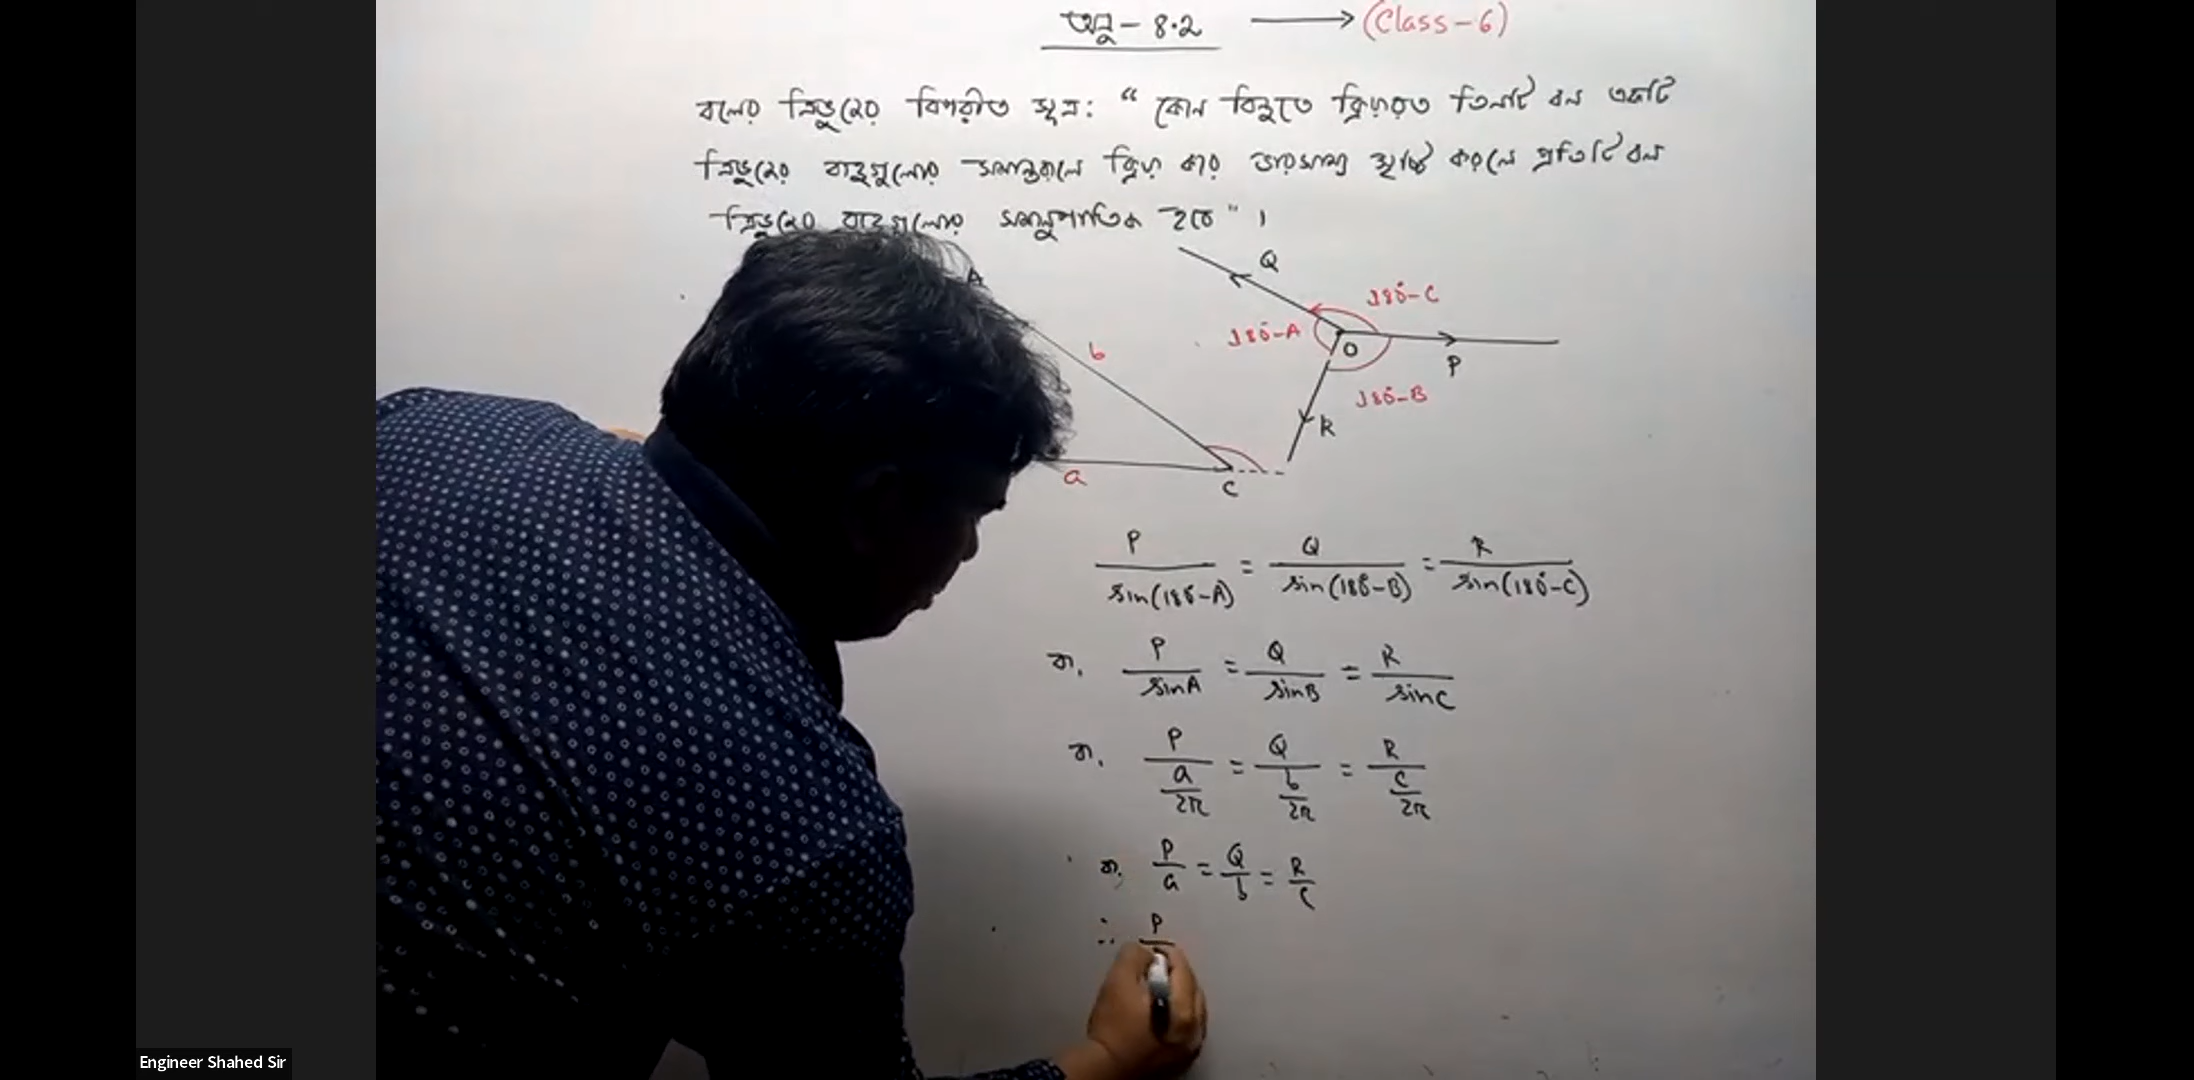 অনু - ৪.২ → (Class-6)
বলের ত্রিভুজের বিপরীত সূত্র: “ কোন বিন্দুতে ক্রিয়ারত তিনটি বল একটি
ত্রিভুজের বাহুগুলোর সমান্তরালে ক্রিয়া করে ভারসাম্য সৃষ্টি করলে প্রতিটি বল
ত্রিভুজের বাহুগুলোর সমানুপাতিক হবে ” ।
A
Q
180°-C
180°-A
O
P
b
180°-B
R
a
C
P/sin(180°-A) = Q/sin(180°-B) = R/sin(180°-C)
বা, P/sinA = Q/sinB = R/sinC
বা, P/(a/2R) = Q/(b/2R) = R/(c/2R)
বা, P/a = Q/b = R/c
∴ P
Engineer Shahed Sir